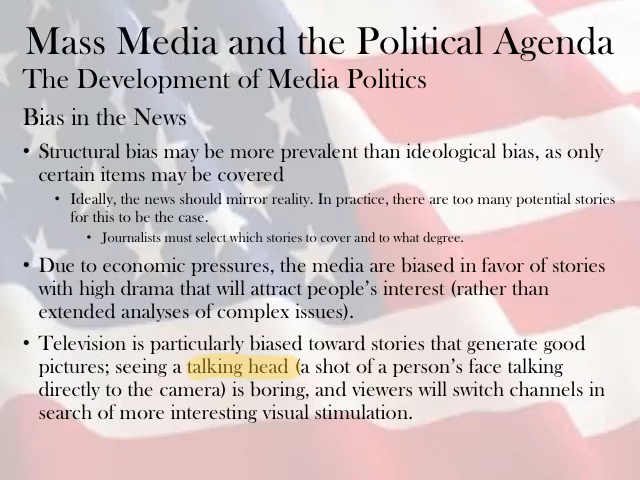 Mass Media and the Political Agenda
The Development of Media Politics
Bias in the News
• Structural bias may be more prevalent than ideological bias, as only
certain items may be covered
• Ideally, the news should mirror reality. In practice, there are too many potential stories
for this to be the case.
• Journalists must select which stories to cover and to what degree.
• Due to economic pressures, the media are biased in favor of stories
with high drama that will attract people's interest (rather than
extended analyses of complex issues).
• Television is particularly biased toward stories that generate good
pictures; seeing a talking head (a shot of a person's face talking
directly to the camera) is boring, and viewers will switch channels in
search of more interesting visual stimulation.